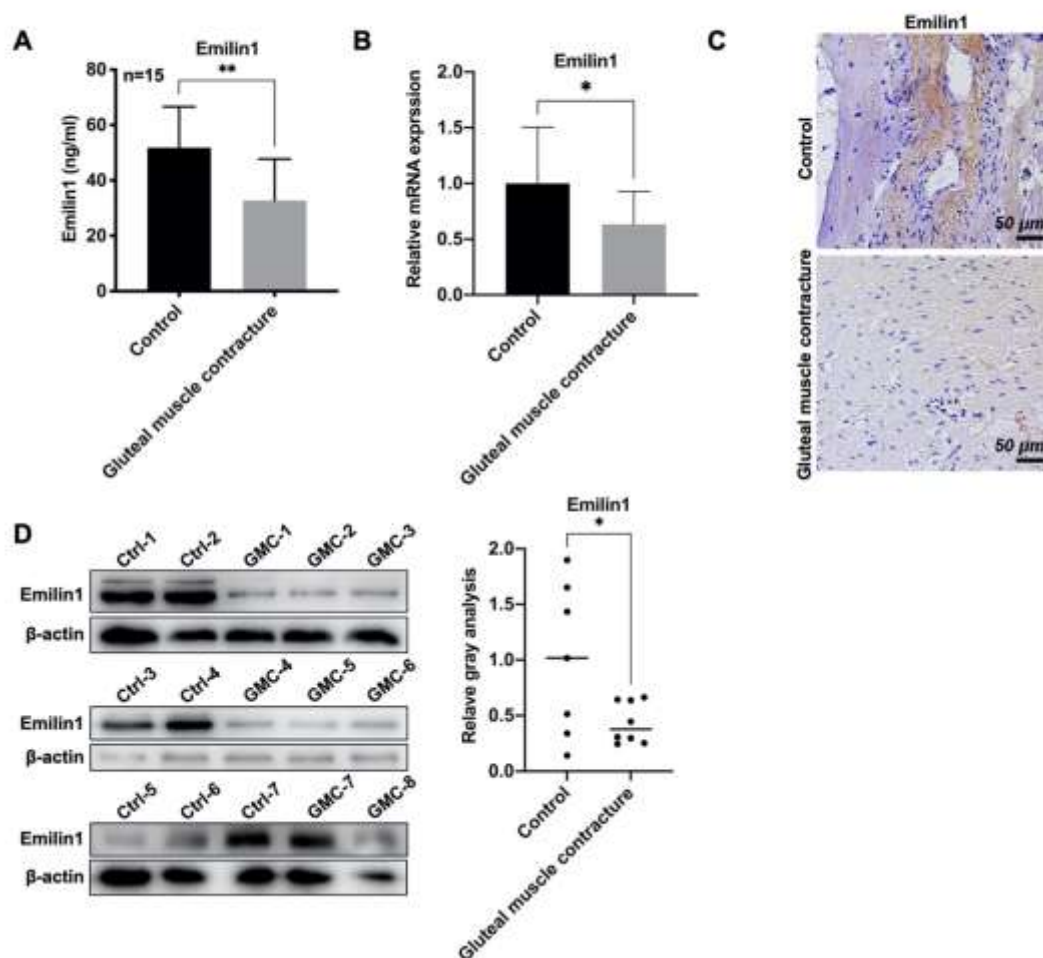 A
Emilin1
n=15
**
Emilin1 (ng/ml)
80
60
40
20
0
Control
Gluteal muscle contracture
B
Emilin1
*
Relative mRNA exprssion
2.0
1.5
1.0
0.5
0.0
Control
Gluteal muscle contracture
C
Emilin1
Control
50 μm
Gluteal muscle contracture
50 μm
D
Ctrl-1 Ctrl-2 GMC-1 GMC-2 GMC-3
Emilin1
β-actin
Ctrl-3 Ctrl-4 GMC-4 GMC-5 GMC-6
Emilin1
β-actin
Ctrl-5 Ctrl-6 Ctrl-7 GMC-7 GMC-8
Emilin1
β-actin
Emilin1
*
Relave gray analysis
2.0
1.5
1.0
0.5
0.0
Control
Gluteal muscle contracture